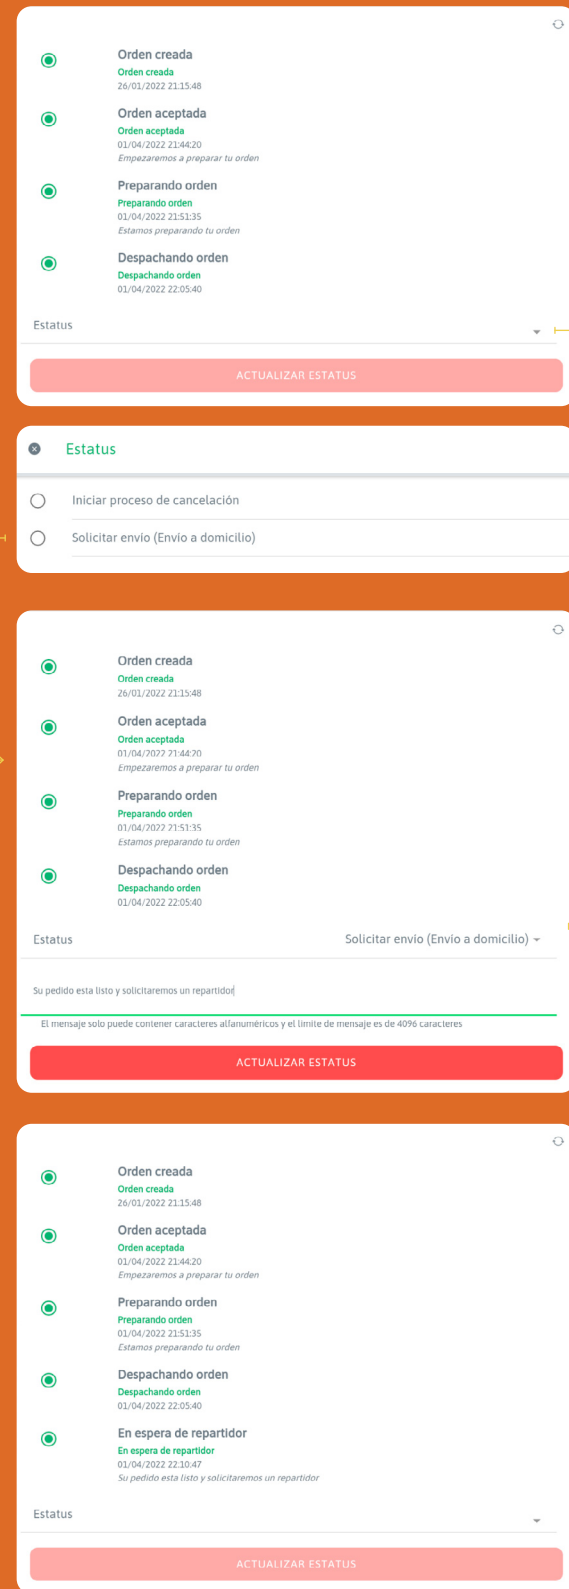 Orden creada
Orden creada
26/01/2022 21:15:48
Orden aceptada
Orden aceptada
01/04/2022 21:44:20
Empezaremos a preparar tu orden
Preparando orden
Preparando orden
01/04/2022 21:51:35
Estamos preparando tu orden
Despachando orden
Despachando orden
01/04/2022 22:05:40
Estatus
ACTUALIZAR ESTATUS
Estatus
Iniciar proceso de cancelación
Solicitar envio (Envio a domicilio)
Orden creada
Orden creada
26/01/2022 21:15:48
Orden aceptada
Orden aceptada
01/04/2022 21:44:20
Empezaremos a preparar tu orden
Preparando orden
Preparando orden
01/04/2022 21:51:35
Estamos preparando tu orden
Despachando orden
Despachando orden
01/04/2022 22:05:40
Estatus Solicitar envio (Envio a domicilio)
Su pedido esta listo y solicitaremos un repartidor
El mensaje solo puede contener caracteres alfanuméricos y el limite de mensaje es de 4096 caracteres
ACTUALIZAR ESTATUS
Orden creada
Orden creada
26/01/2022 21:15:48
Orden aceptada
Orden aceptada
01/04/2022 21:44:20
Empezaremos a preparar tu orden
Preparando orden
Preparando orden
01/04/2022 21:51:35
Estamos preparando tu orden
Despachando orden
Despachando orden
01/04/2022 22:05:40
En espera de repartidor
En espera de repartidor
01/04/2022 22:10:47
Su pedido esta listo y solicitaremos un repartidor
Estatus
ACTUALIZAR ESTATUS